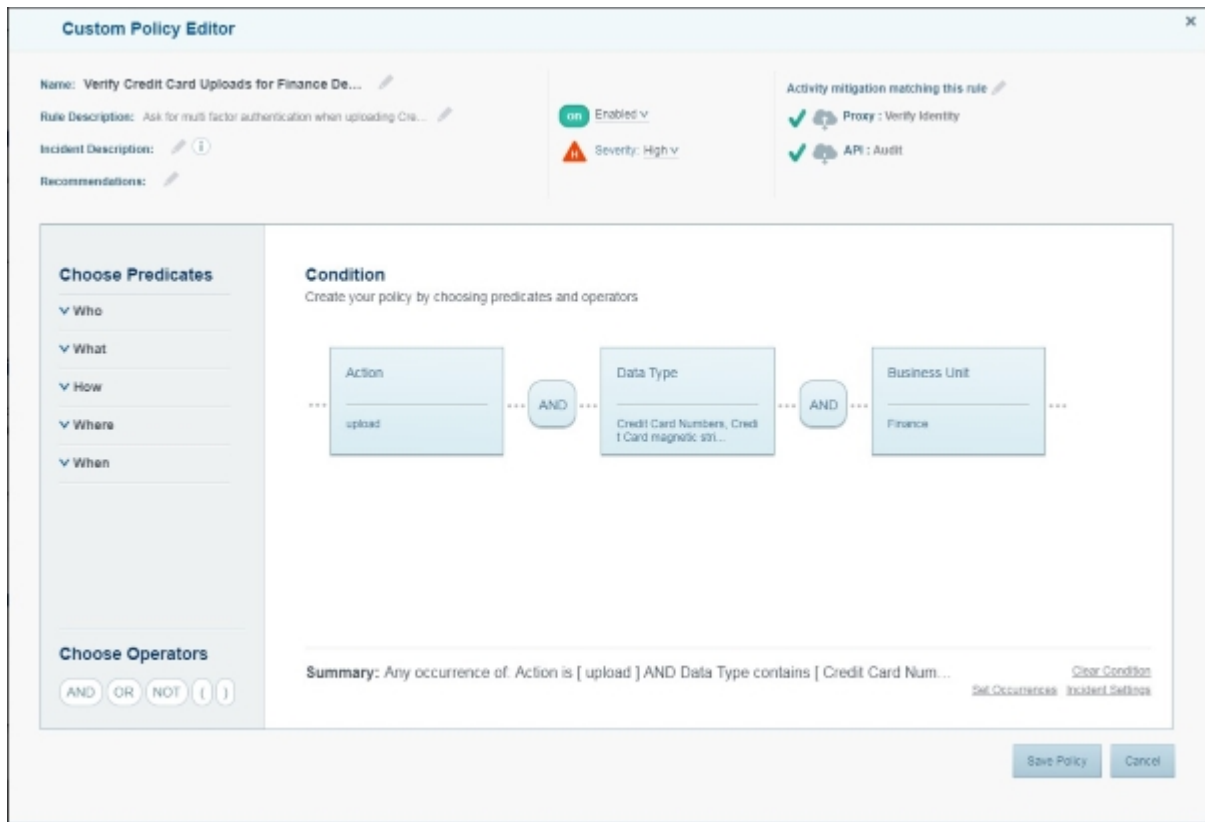 Custom Policy Editor
×
Name: Verify Credit Card Uploads for Finance De...
Rule Description: Ask for multi factor authentication when uploading Cre...
Incident Description: i
Recommendations:
on Enabled
H Severity: High
Activity mitigation matching this rule
Proxy : Verify Identity
API : Audit
Choose Predicates
Who
What
How
Where
When
Choose Operators
AND OR NOT ( )
Condition
Create your policy by choosing predicates and operators
Action
upload
AND
Data Type
Credit Card Numbers, Credi
t Card magnetic stri...
AND
Business Unit
Finance
Summary: Any occurrence of: Action is [ upload ] AND Data Type contains [ Credit Card Num...
Clear Condition
Set Occurrences Incident Settings
Save Policy Cancel